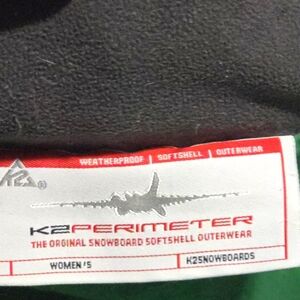 WEATHERPROOF | SOFTSHELL | OUTERWEAR
K2 ®
K2PERIMETER
THE ORIGINAL SNOWBOARD SOFTSHELL OUTERWEAR
WOMEN'S K2SNOWBOARDS